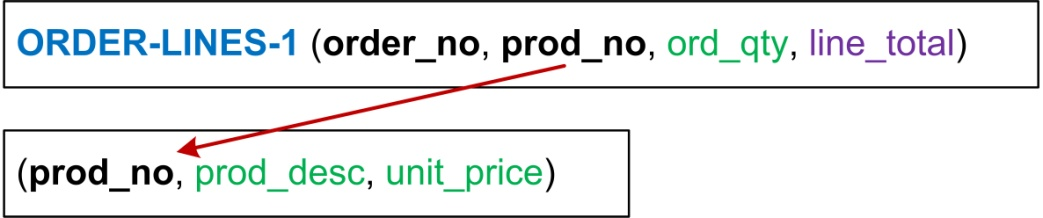 ORDER-LINES-1 (order_no, prod_no, ord_qty, line_total)
(prod_no, prod_desc, unit_price)